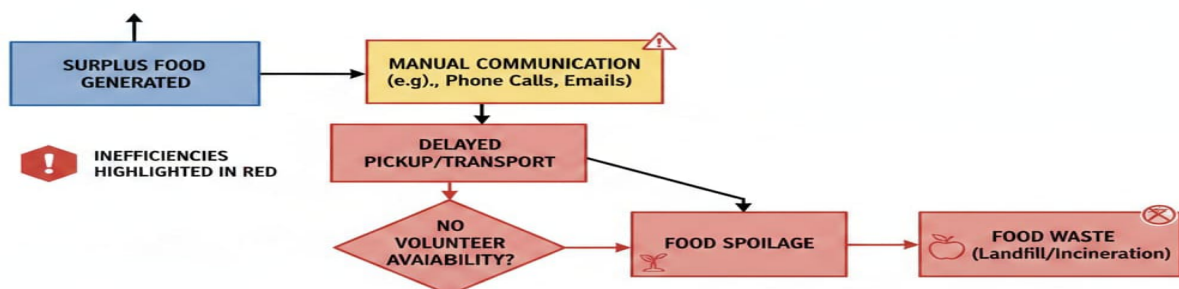 SURPLUS FOOD
GENERATED
MANUAL COMMUNICATION
(e.g)., Phone Calls, Emails)
INEFFICIENCIES
HIGHLIGHTED IN RED
DELAYED
PICKUP/TRANSPORT
NO
VOLUNTEER
AVAIABILITY?
FOOD SPOILAGE
FOOD WASTE
(Landfill/Incineration)